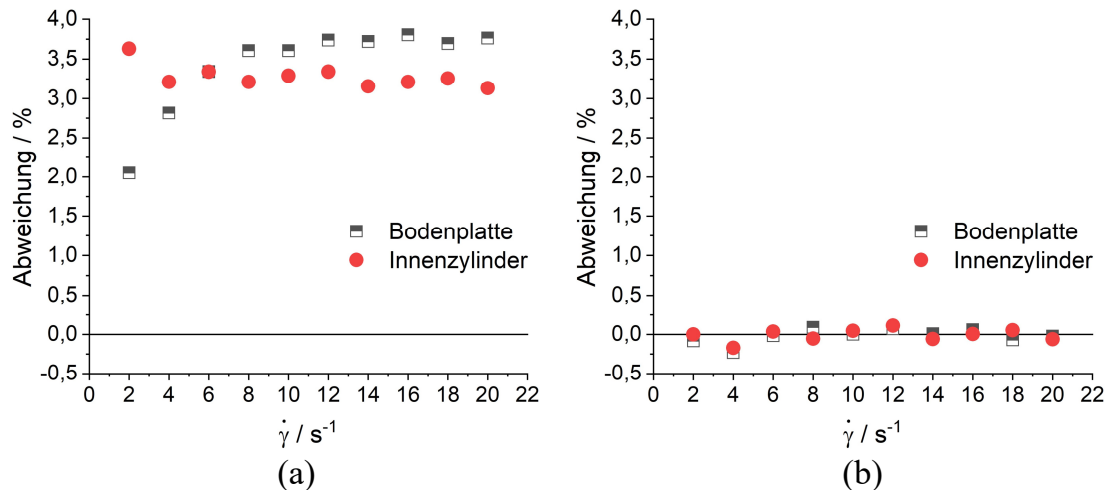 4,0
3,5
3,0
2,5
2,0
1,5
1,0
0,5
0,0
-0,5
Abweichung / %
Bodenplatte
Innenzylinder
0 2 4 6 8 10 12 14 16 18 20 22
γ̇ / s⁻¹
(a)
4,0
3,5
3,0
2,5
2,0
1,5
1,0
0,5
0,0
-0,5
Abweichung / %
Bodenplatte
Innenzylinder
0 2 4 6 8 10 12 14 16 18 20 22
γ̇ / s⁻¹
(b)